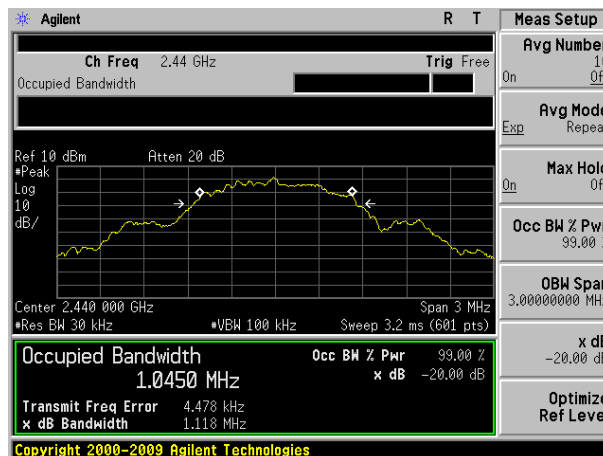 Agilent R T Meas Setup
Ch Freq 2.44 GHz Trig Free
Occupied Bandwidth
Ref 10 dBm Atten 20 dB
#Peak
Log
10
dB/
Center 2.440 000 GHz Span 3 MHz
#Res BW 30 kHz #VBW 100 kHz Sweep 3.2 ms (601 pts)
Occupied Bandwidth Occ BW % Pwr 99.00 %
1.0450 MHz x dB -20.00 dB
Transmit Freq Error 4.478 kHz
x dB Bandwidth 1.118 MHz
Copyright 2000-2009 Agilent Technologies
Avg Number
On
Avg Mode
Exp Repeat
Max Hold
On
Occ BW % Pwr
99.00
OBW Span
3.00000000 MHz
x dB
-20.00 dB
Optimize
Ref Level